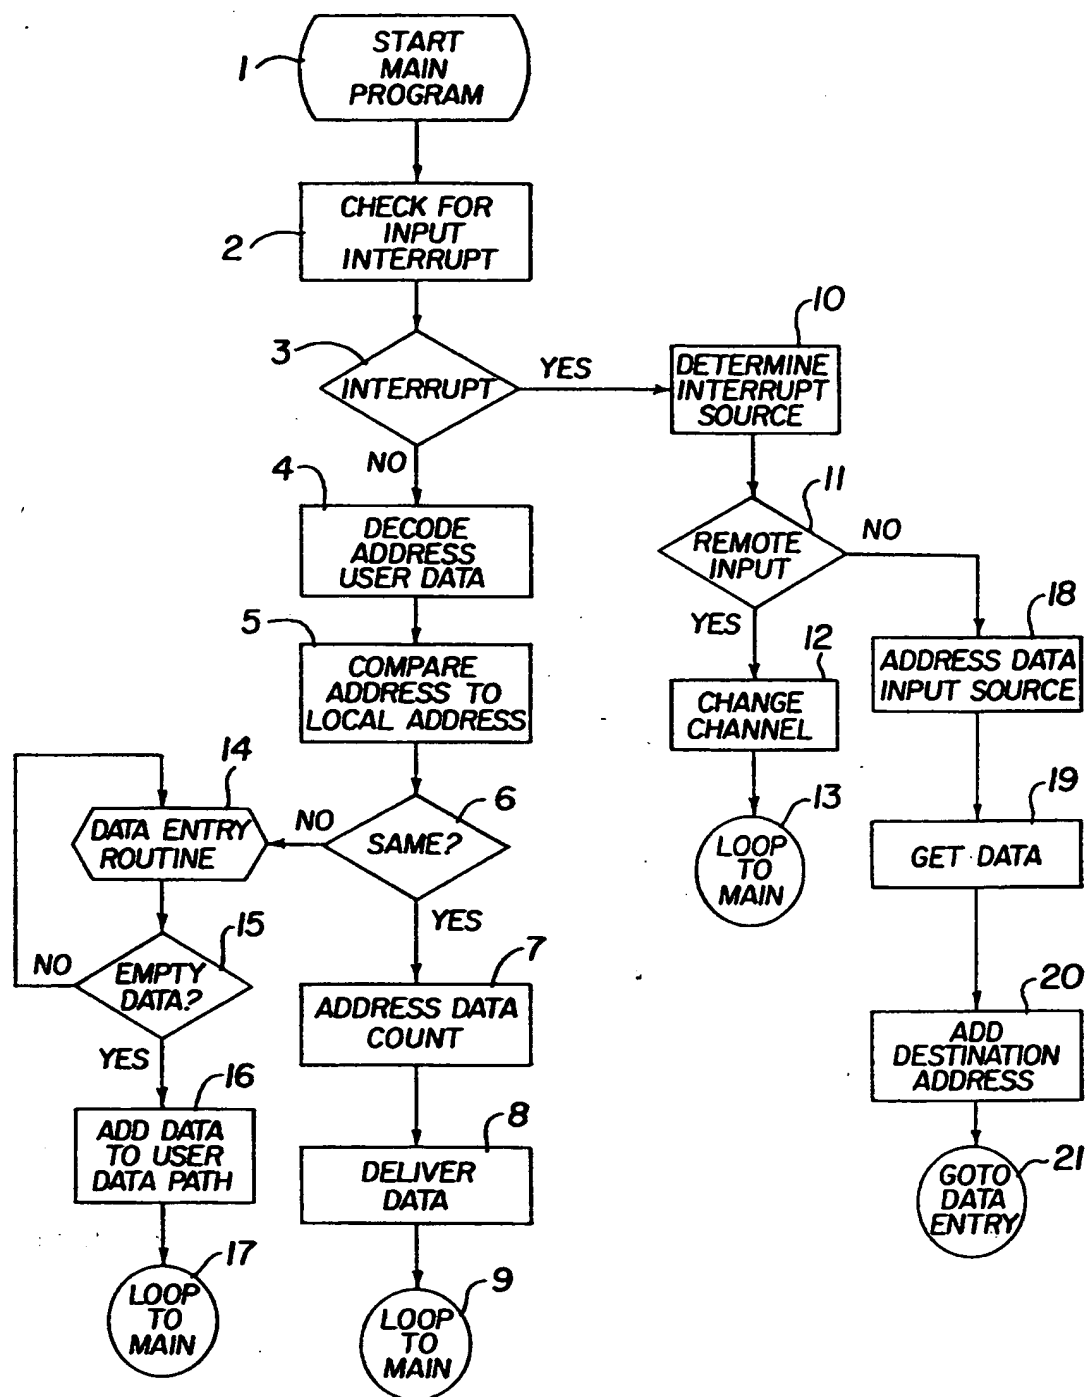 1
START
MAIN
PROGRAM
2
CHECK FOR
INPUT
INTERRUPT
3
INTERRUPT
YES
NO
10
DETERMINE
INTERRUPT
SOURCE
4
DECODE
ADDRESS
USER DATA
11
REMOTE
INPUT
NO
YES
5
COMPARE
ADDRESS TO
LOCAL ADDRESS
12
CHANGE
CHANNEL
18
ADDRESS DATA
INPUT SOURCE
14
DATA ENTRY
ROUTINE
NO
6
SAME?
YES
13
LOOP
TO
MAIN
19
GET DATA
15
EMPTY
DATA?
NO
YES
7
ADDRESS DATA
COUNT
20
ADD
DESTINATION
ADDRESS
16
ADD DATA
TO USER
DATA PATH
8
DELIVER
DATA
21
GOTO
DATA
ENTRY
17
LOOP
TO
MAIN
9
LOOP
TO
MAIN